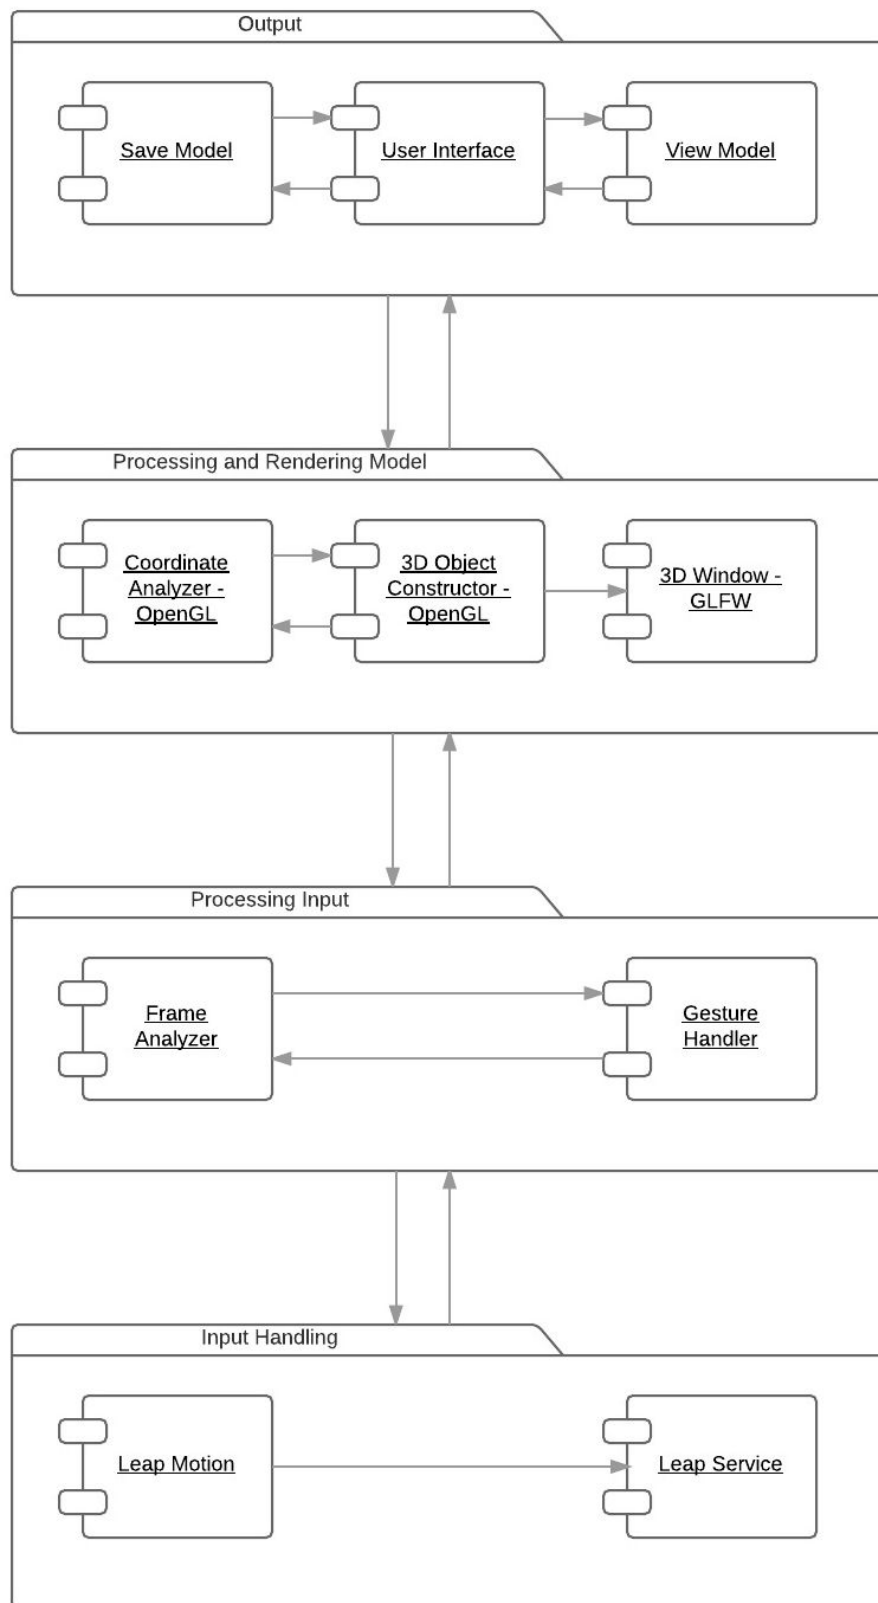 Output
Save Model
User Interface
View Model
Processing and Rendering Model
Coordinate
Analyzer -
OpenGL
3D Object
Constructor -
OpenGL
3D Window -
GLFW
Processing Input
Frame
Analyzer
Gesture
Handler
Input Handling
Leap Motion
Leap Service